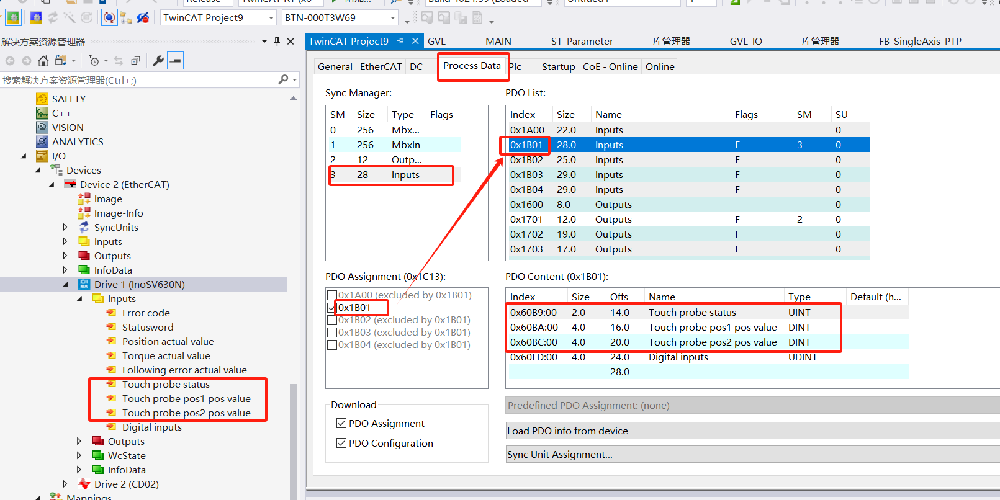 Release
TwinCAT RT (x6
附加...
Build 4024.55 (Loaded
Untitled1
TwinCAT Project9
BTN-000T3W69
解决方案资源管理器
搜索解决方案资源管理器(Ctrl+;)
SAFETY
C++
VISION
ANALYTICS
I/O
Devices
Device 2 (EtherCAT)
Image
Image-Info
SyncUnits
Inputs
Outputs
InfoData
Drive 1 (InoSV630N)
Inputs
Error code
Statusword
Position actual value
Torque actual value
Following error actual value
Touch probe status
Touch probe pos1 pos value
Touch probe pos2 pos value
Digital inputs
Outputs
WcState
InfoData
Drive 2 (CD02)
Mappings
TwinCAT Project9
GVL
MAIN
ST_Parameter
库管理器
GVL_IO
库管理器
FB_SingleAxis_PTP
General
EtherCAT
DC
Process Data
Plc
Startup
CoE - Online
Online
Sync Manager:
SM Size Type Flags
0 256 Mbx...
1 256 MbxIn
2 12 Outp...
3 28 Inputs
PDO List:
Index Size Name Flags SM SU
0x1A00 22.0 Inputs 0
0x1B01 28.0 Inputs F 3 0
0x1B02 25.0 Inputs F 0
0x1B03 29.0 Inputs F 0
0x1B04 29.0 Inputs F 0
0x1600 8.0 Outputs 0
0x1701 12.0 Outputs F 2 0
0x1702 19.0 Outputs F 0
0x1703 17.0 Outputs F 0
PDO Assignment (0x1C13):
0x1A00 (excluded by 0x1B01)
0x1B01
0x1B02 (excluded by 0x1B01)
0x1B03 (excluded by 0x1B01)
0x1B04 (excluded by 0x1B01)
PDO Content (0x1B01):
Index Size Offs Name Type Default (h...
0x60B9:00 2.0 14.0 Touch probe status UINT
0x60BA:00 4.0 16.0 Touch probe pos1 pos value DINT
0x60BC:00 4.0 20.0 Touch probe pos2 pos value DINT
0x60FD:00 4.0 24.0 Digital inputs UDINT
28.0
Download
PDO Assignment
PDO Configuration
Predefined PDO Assignment: (none)
Load PDO info from device
Sync Unit Assignment...